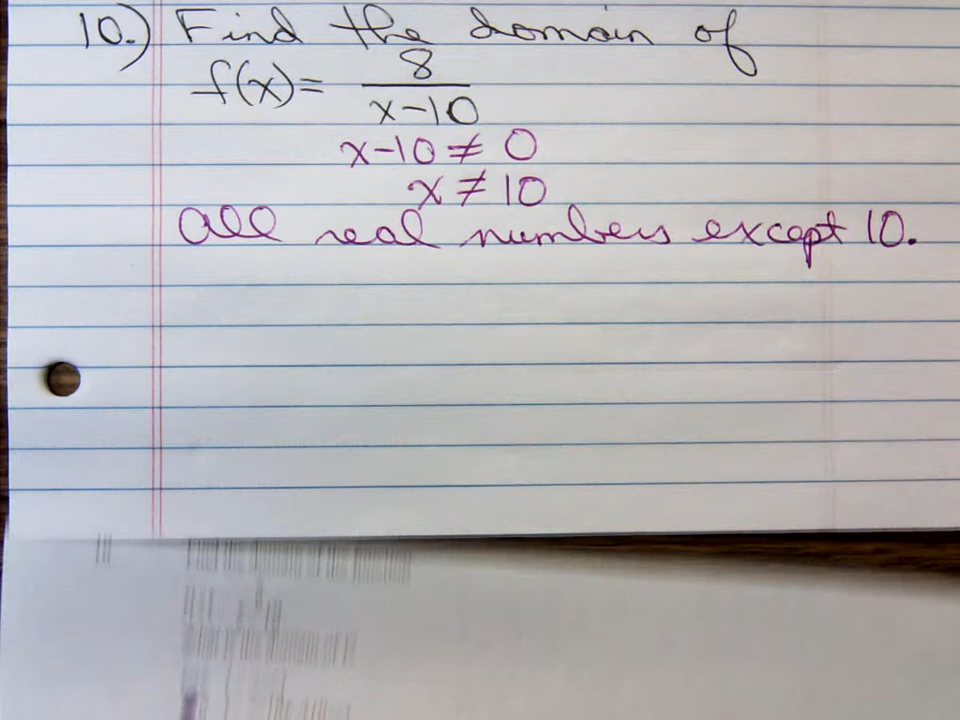 10.) Find the domain of
f(x) = 8/(x-10)
x-10 ≠ 0
x ≠ 10
all real numbers except 10.